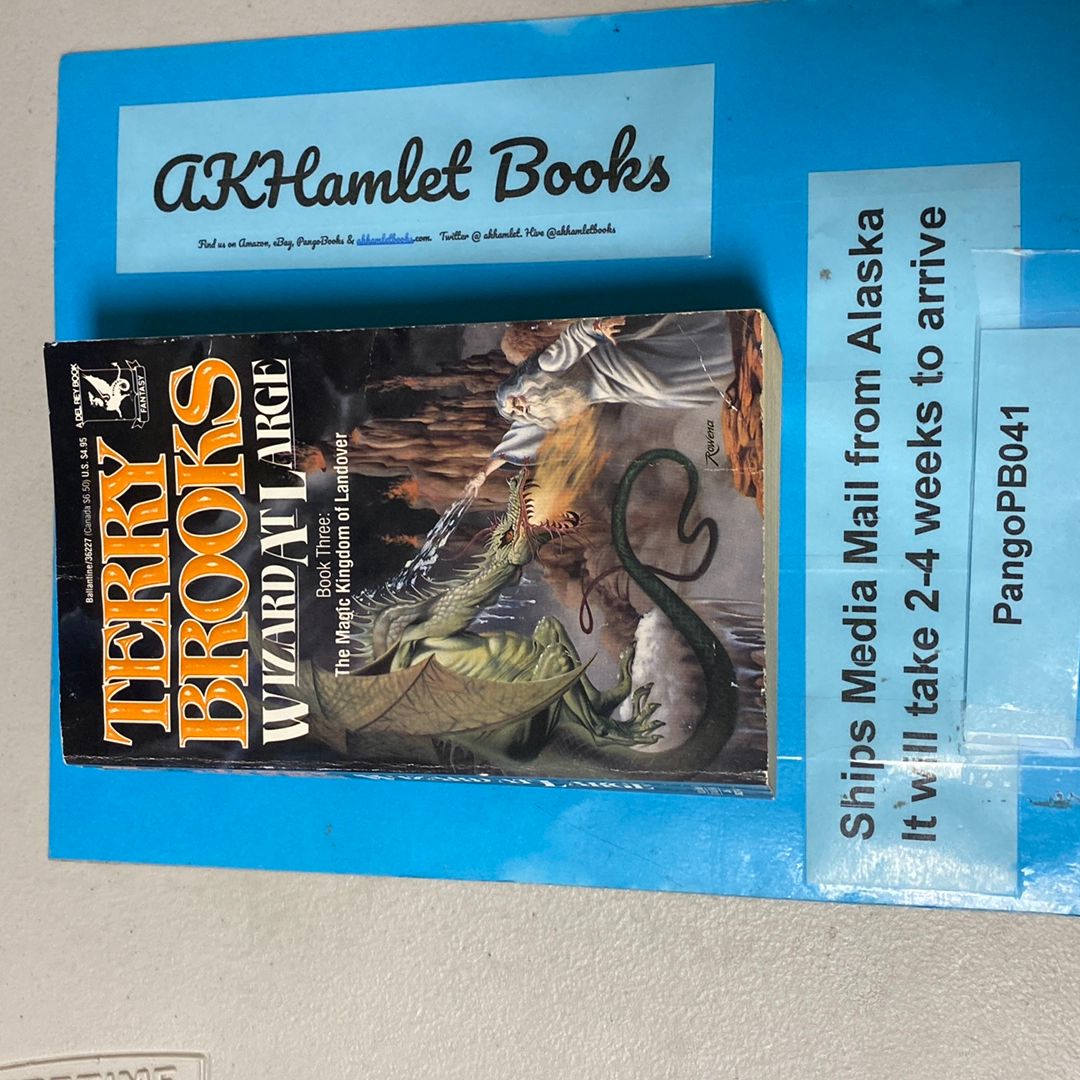 AKHamlet Books
Find us on Amazon, eBay, PangoBooks & akhamletbooks.com. Twitter @ akhamlet. Hive @akhamletbooks
A DEL REY BOOK
FANTASY
Ballantine/36227 (Canada $6.50) U.S. $4.95
TERRY
BROOKS
WIZARD AT LARGE
Book Three:
The Magic Kingdom of Landover
Rowena
Ships Media Mail from Alaska
It will take 2-4 weeks to arrive
PangoPB041